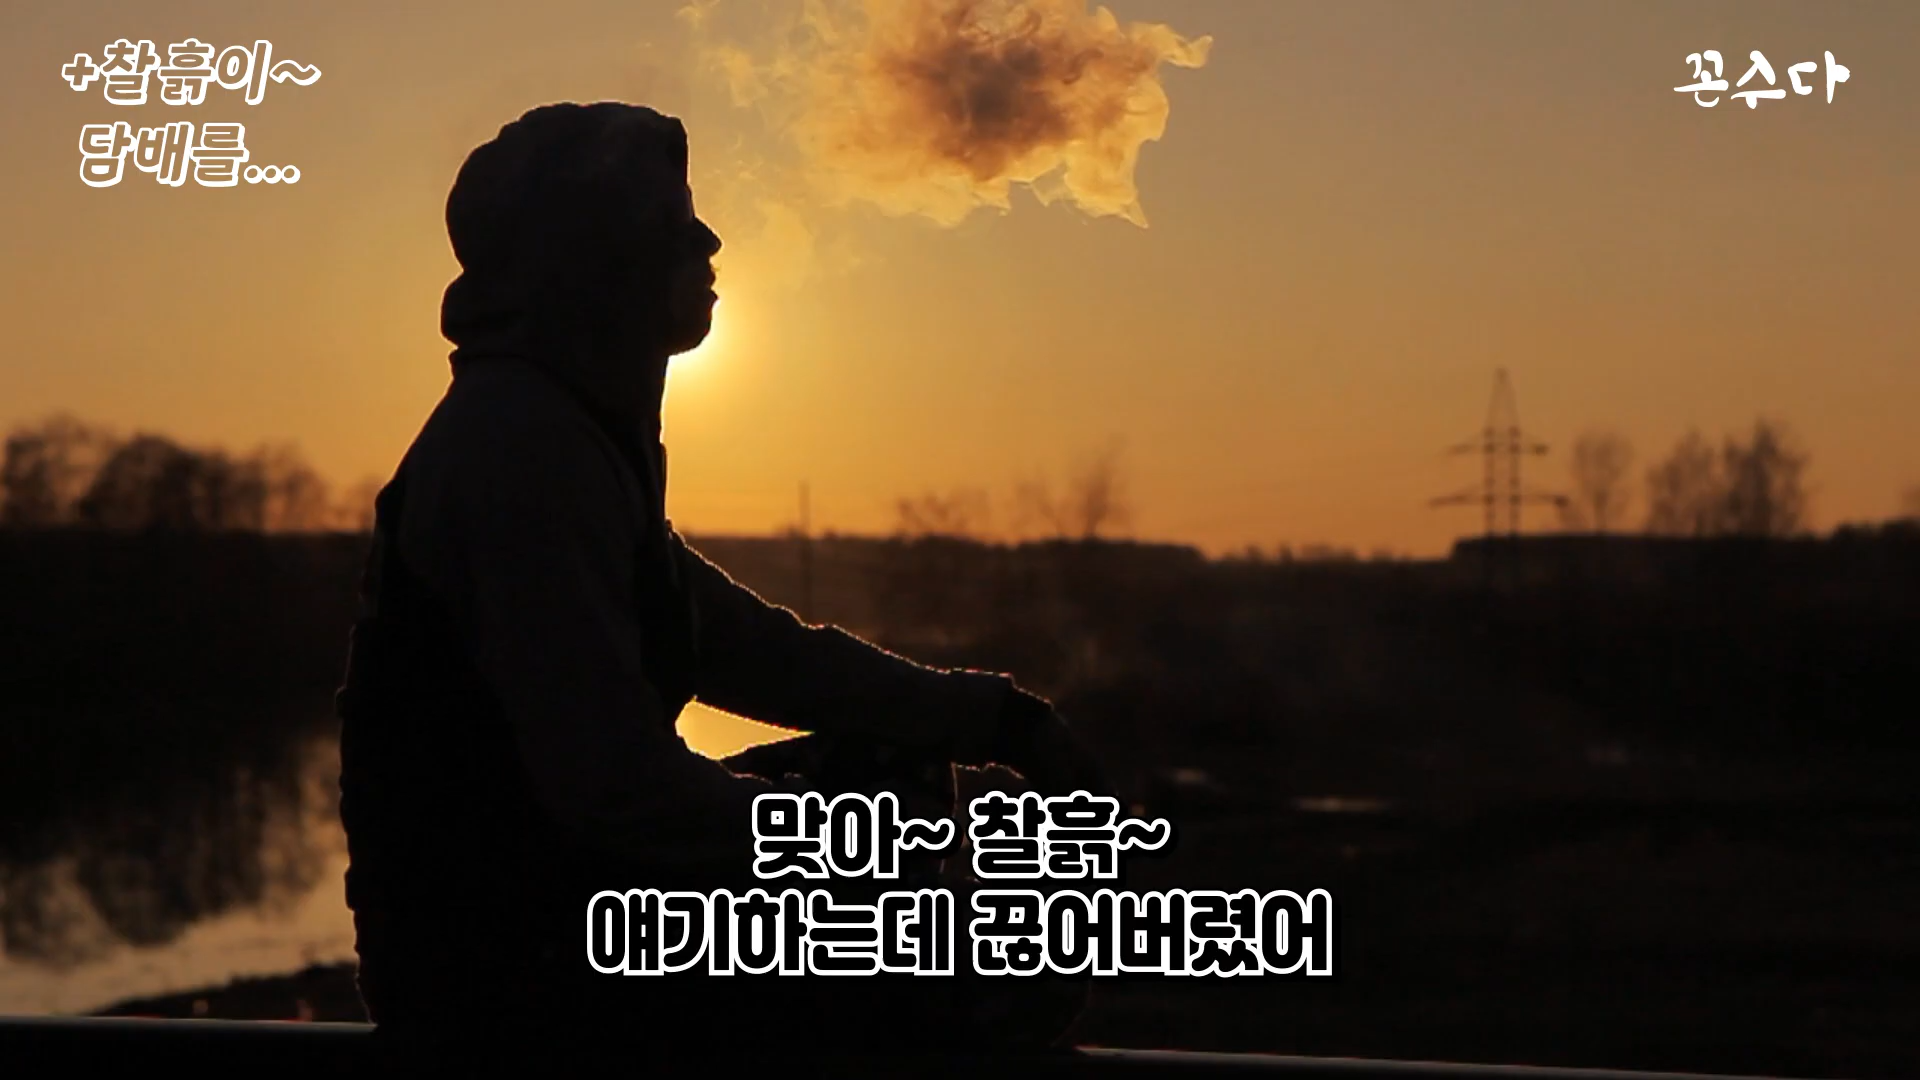 +찰흙이~
담배를...
꼰수다
맞아~ 찰흙~
얘기하는데 끊어버렸어